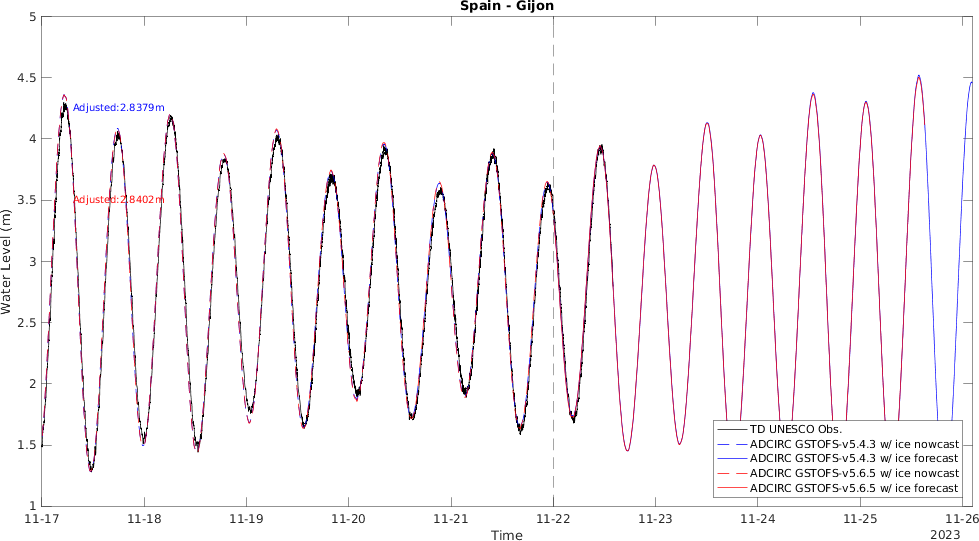 Spain - Gijon
5
4.5
4
3.5
3
2.5
2
1.5
1
Water Level (m)
Adjusted:2.8379m
Adjusted:2.8402m
TD UNESCO Obs.
ADCIRC GSTOFS-v5.4.3 w/ ice nowcast
ADCIRC GSTOFS-v5.4.3 w/ ice forecast
ADCIRC GSTOFS-v5.6.5 w/ ice nowcast
ADCIRC GSTOFS-v5.6.5 w/ ice forecast
11-17 11-18 11-19 11-20 11-21 11-22 11-23 11-24 11-25 11-26
Time
2023